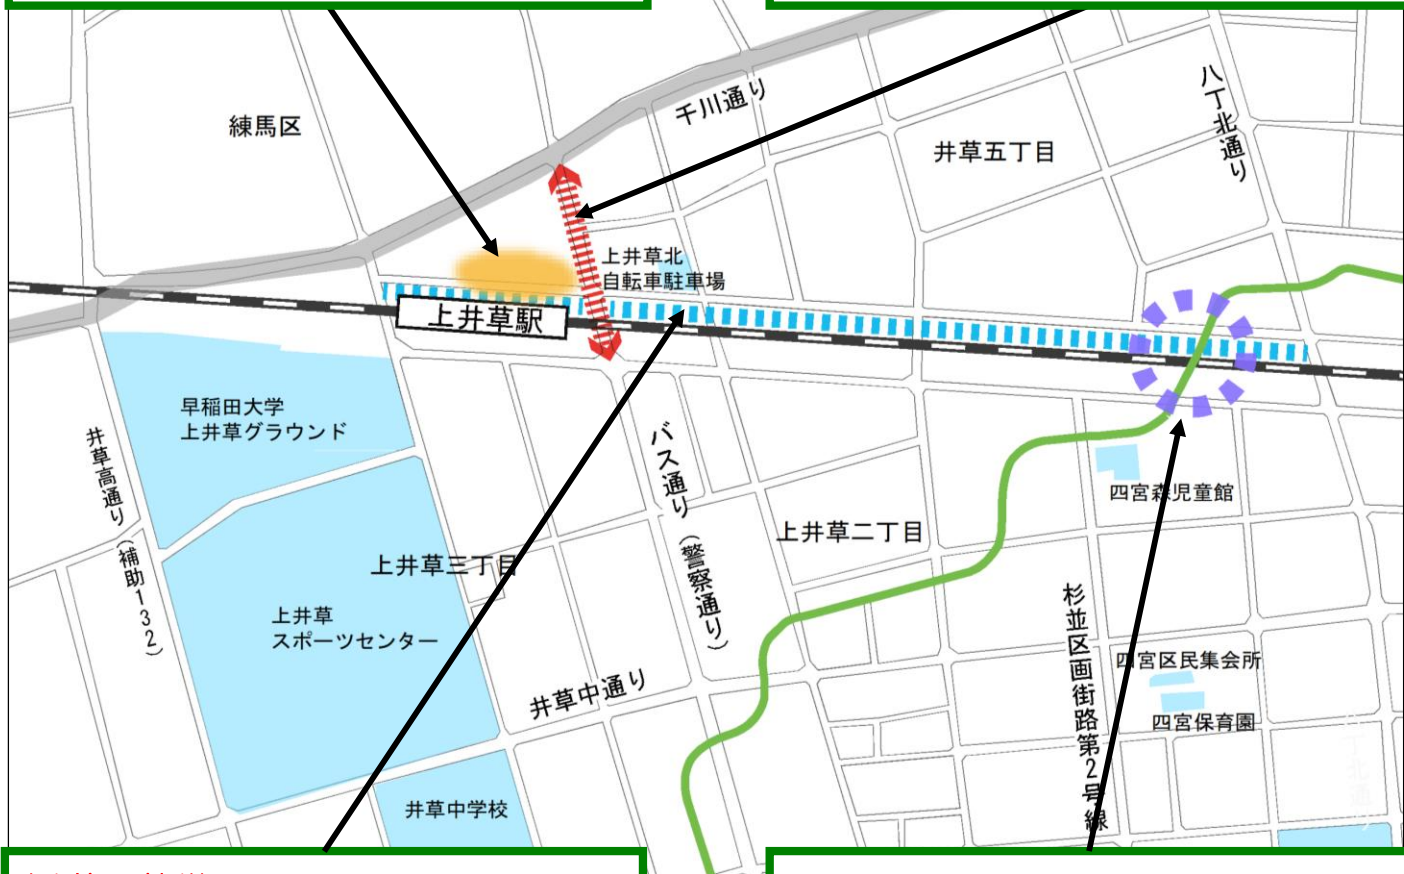 千川通り
八丁北通り
練馬区
井草五丁目
上井草北
自転車駐車場
上井草駅
早稲田大学
上井草グラウンド
井草高通り(補助132)
バス通り(警察通り)
四宮森児童館
上井草二丁目
上井草三丁目
上井草
スポーツセンター
杉並区画街路第2号線
四宮区民集会所
井草中通り
四宮保育園
井草中学校